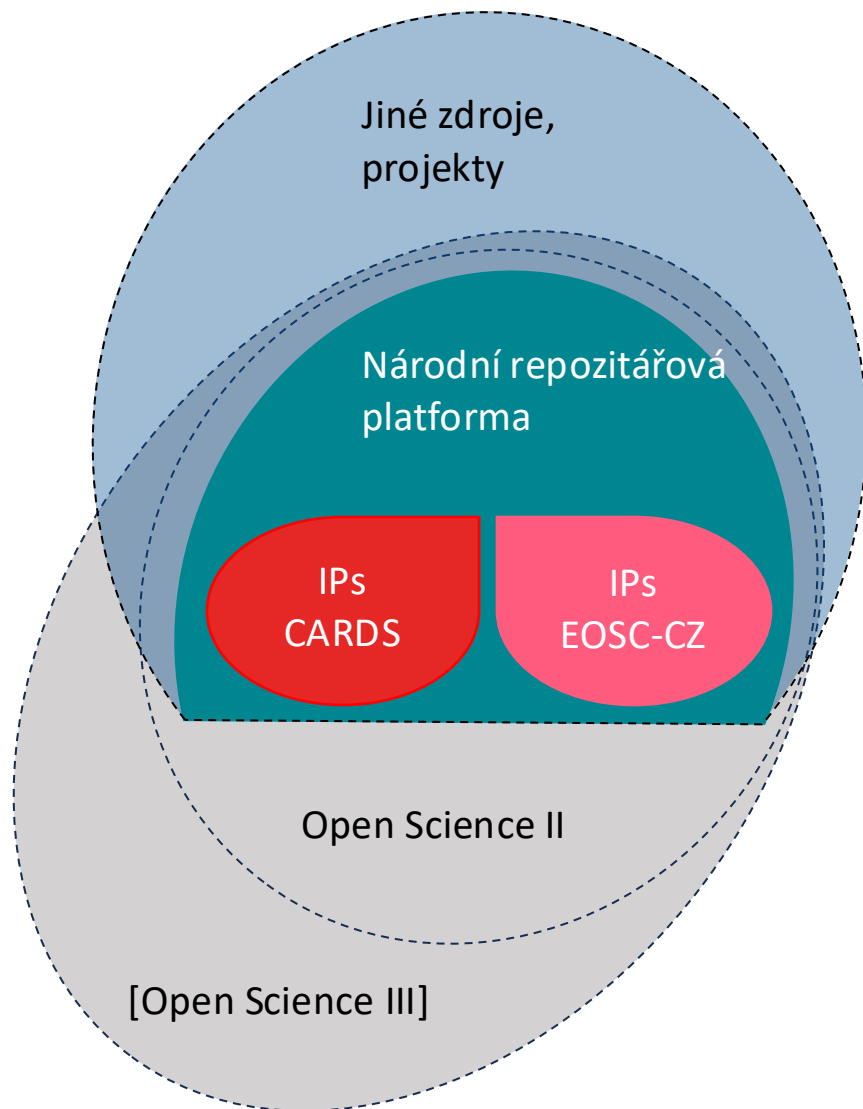 Jiné zdroje,
projekty
Národní repozitářová
platforma
IPs
CARDS
IPs
EOSC-CZ
Open Science II
[Open Science III]